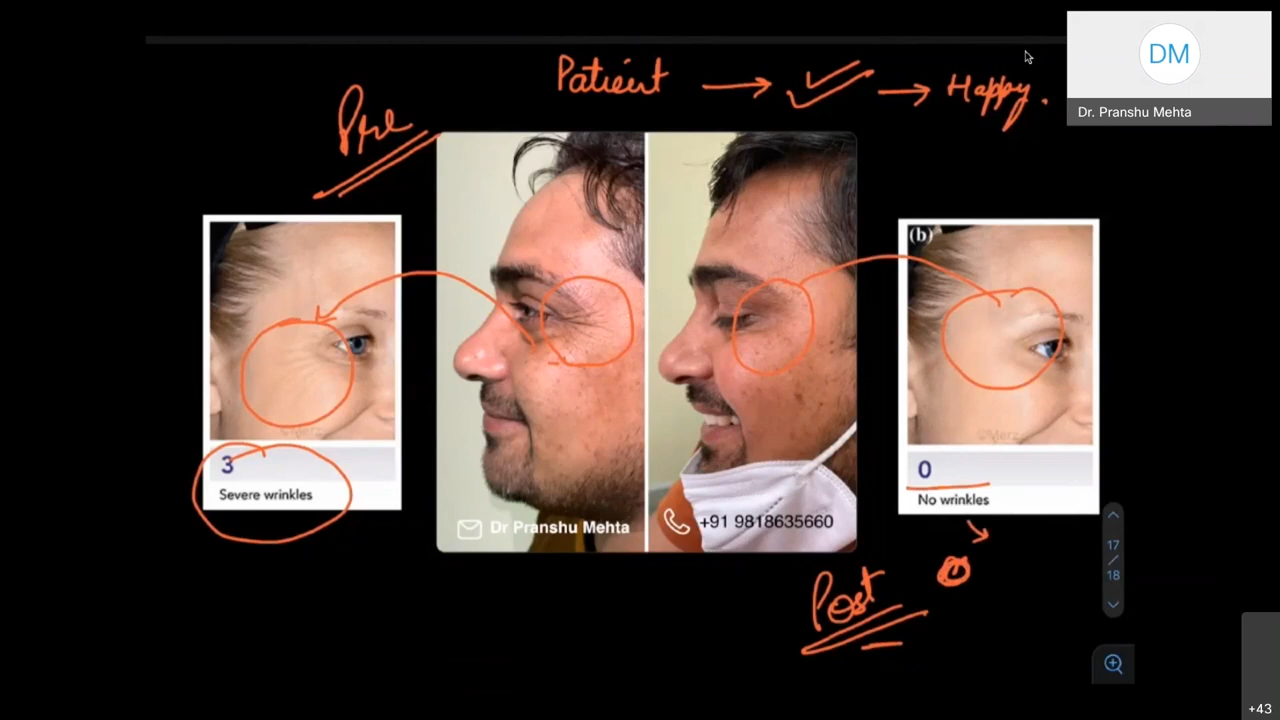 Patient → ✓ → Happy.
DM
Dr. Pranshu Mehta
Pre
(b)
©Merz
3
Severe wrinkles
Dr Pranshu Mehta
+91 9818635660
0
No wrinkles
17
/
18
Post
0
+43